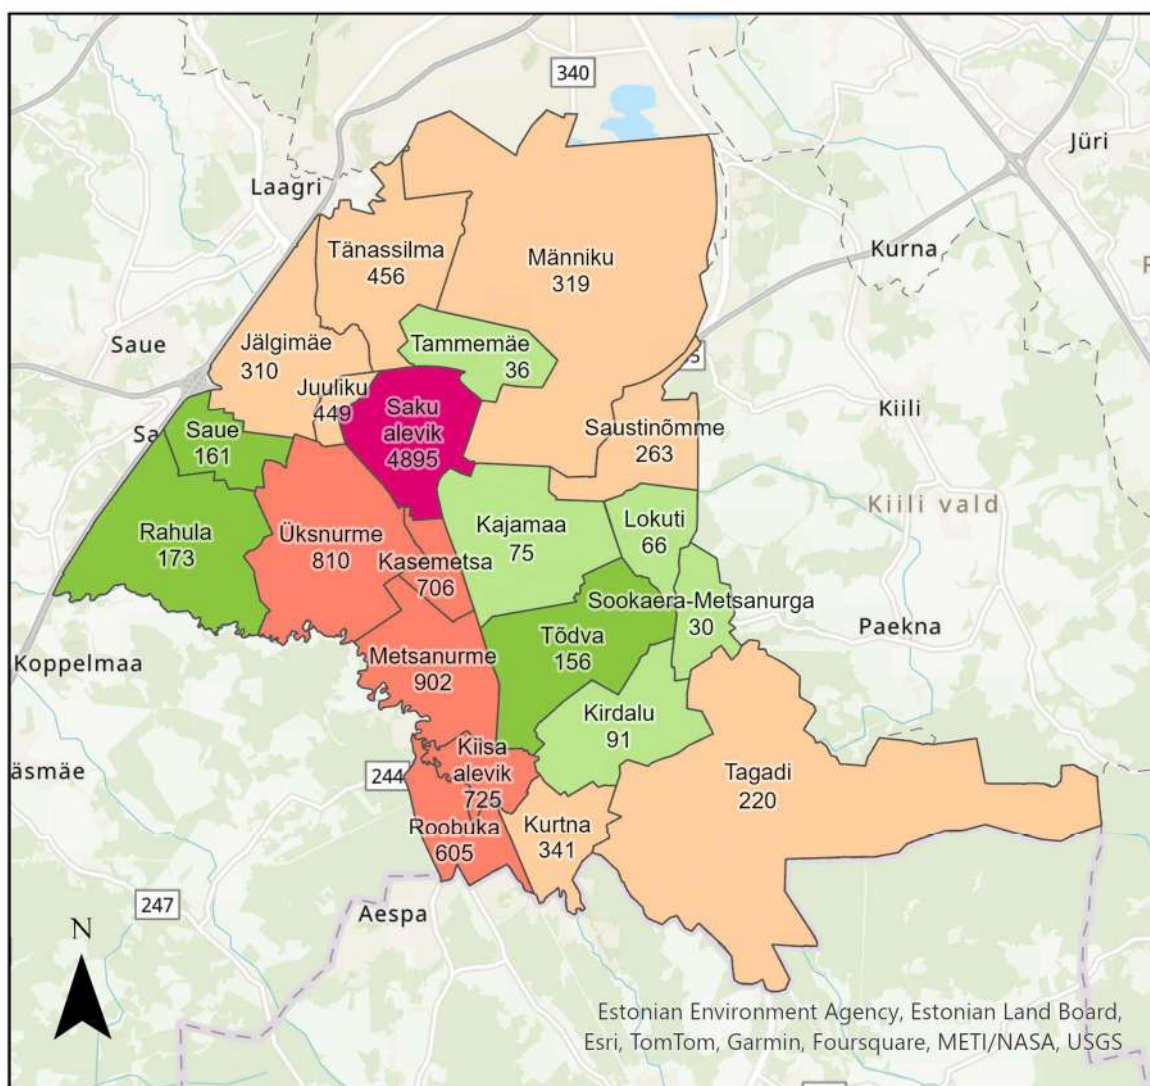 340
Jüri
Laagri
Tänassilma
456
Männiku
319
Kurna
Saue
Jälgimäe
310
Tammemäe
36
Juuliku
449
Saku
alevik
4895
Kiili
Saue
161
Saustinõmme
263
Kiili vald
Rahula
173
Üksnurme
810
Kajamaa
75
Lokuti
66
Kasemetsa
706
Sookaera-Metsanurga
30
Tõdva
156
Paekna
Koppelmaa
Metsanurme
902
Kirdalu
91
äsmäe
244
Kiisa
alevik
725
Tagadi
220
Roobuka
605
Kurtna
341
247
Aespa
N
Estonian Environment Agency, Estonian Land Board,
Esri, TomTom, Garmin, Foursquare, METI/NASA, USGS